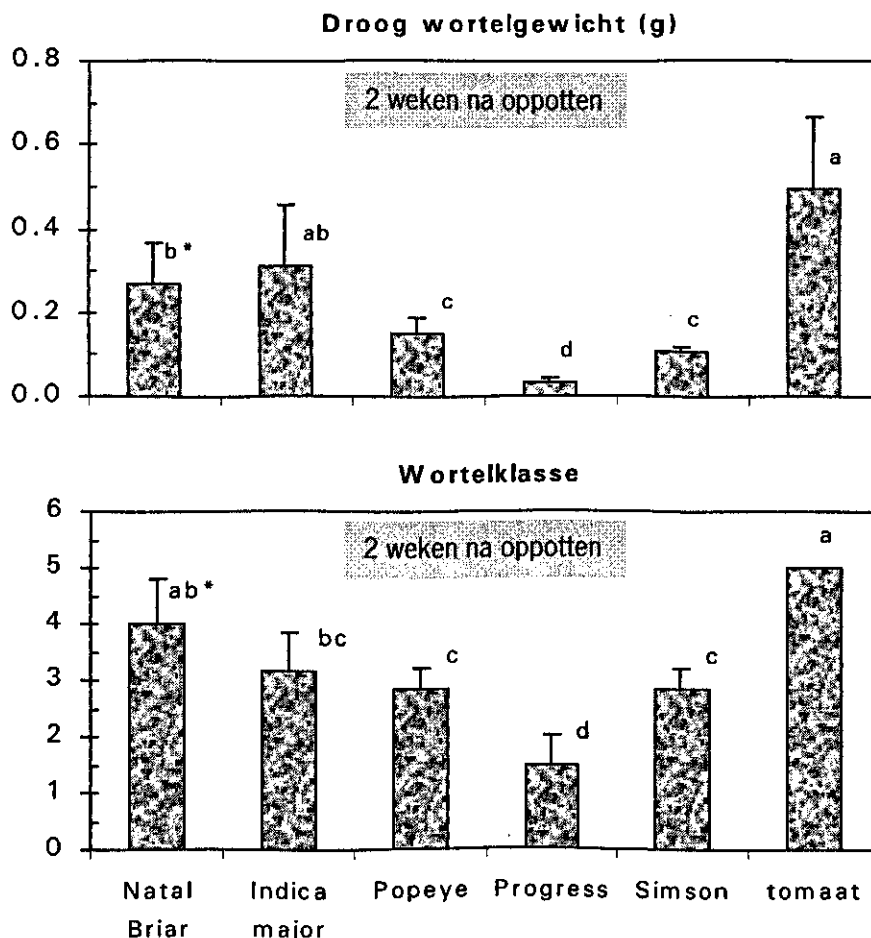 Droog wortelgewicht (g)
0.8
2 weken na oppotten
0.6
a
0.4
b* ab
c
0.2
d
c
0.0
Wortelklasse
6
2 weken na oppotten
a
5
ab*
4
bc
c
c
3
d
2
1
0
Natal Indica Popeye Progress Simson tomaat
Briar major